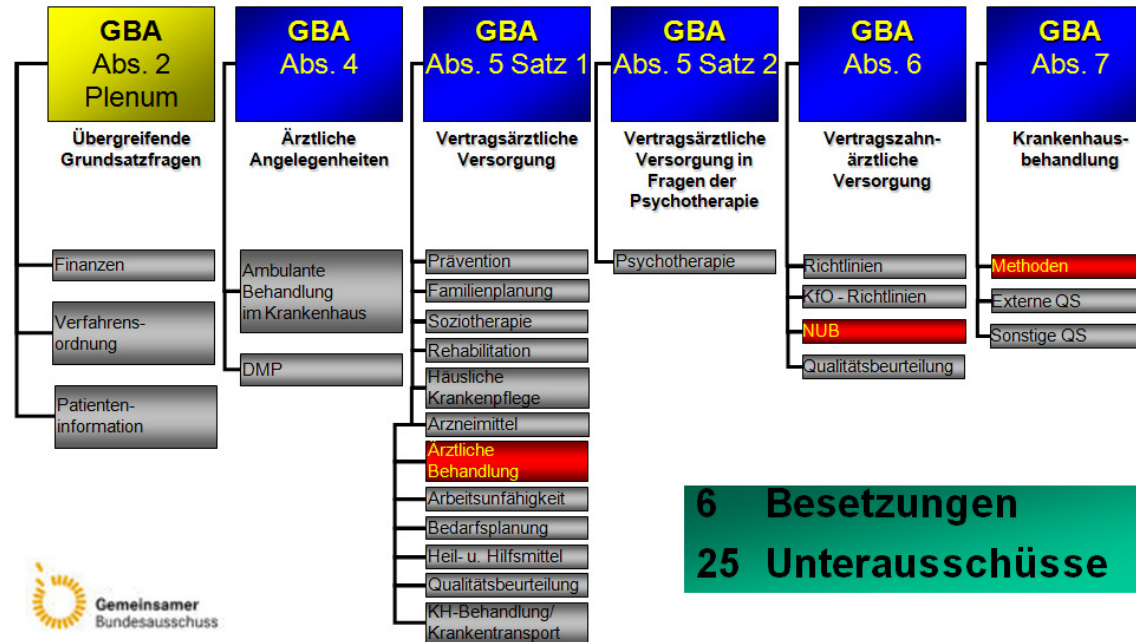 GBA
Abs. 2
Plenum
Übergreifende
Grundsatzfragen
Finanzen
Verfahrens-
ordnung
Patienten-
information
GBA
Abs. 4
Ärztliche
Angelegenheiten
Ambulante
Behandlung
im Krankenhaus
DMP
GBA
Abs. 5 Satz 1
Vertragsärztliche
Versorgung
Prävention
Familienplanung
Soziotherapie
Rehabilitation
Häusliche
Krankenpflege
Arzneimittel
Ärztliche
Behandlung
Arbeitsunfähigkeit
Bedarfsplanung
Heil- u. Hilfsmittel
Qualitätsbeurteilung
KH-Behandlung/
Krankentransport
GBA
Abs. 5 Satz 2
Vertragsärztliche
Versorgung in
Fragen der
Psychotherapie
Psychotherapie
GBA
Abs. 6
Vertragszahn-
ärztliche
Versorgung
Richtlinien
KfO - Richtlinien
NUB
Qualitätsbeurteilung
GBA
Abs. 7
Krankenhaus-
behandlung
Methoden
Externe QS
Sonstige QS
6 Besetzungen
25 Unterausschüsse
Gemeinsamer
Bundesausschuss